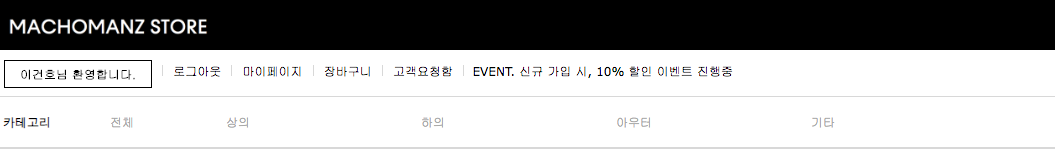 MACHOMANZ STORE
이건호님 환영합니다. 로그아웃 마이페이지 장바구니 고객요청함 EVENT. 신규 가입 시, 10% 할인 이벤트 진행중
카테고리 전체 상의 하의 아우터 기타